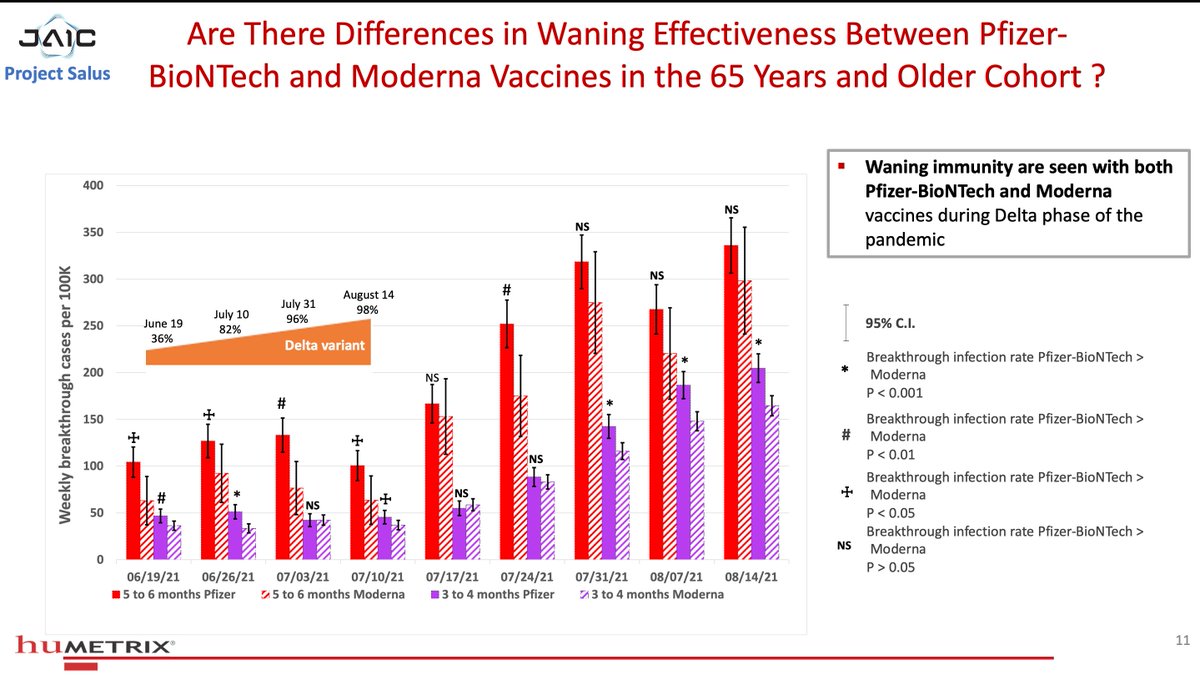 JAIC
Project Salus
Are There Differences in Waning Effectiveness Between Pfizer-
BioNTech and Moderna Vaccines in the 65 Years and Older Cohort ?
▪ Waning immunity are seen with both
Pfizer-BioNTech and Moderna
vaccines during Delta phase of the
pandemic
Weekly breakthrough cases per 100K
400
350
300
250
200
150
100
50
0
June 19
36%
July 10
82%
July 31
96%
August 14
98%
Delta variant
✢
#
✢
*
#
NS
✢
✢
NS
NS
#
NS
NS
*
NS
*
NS
*
06/19/21 06/26/21 07/03/21 07/10/21 07/17/21 07/24/21 07/31/21 08/07/21 08/14/21
5 to 6 months Pfizer 5 to 6 months Moderna 3 to 4 months Pfizer 3 to 4 months Moderna
95% C.I.
* Breakthrough infection rate Pfizer-BioNTech >
Moderna
P < 0.001
# Breakthrough infection rate Pfizer-BioNTech >
Moderna
P < 0.01
✢ Breakthrough infection rate Pfizer-BioNTech >
Moderna
P < 0.05
NS Breakthrough infection rate Pfizer-BioNTech >
Moderna
P > 0.05
huMETRIX®
11